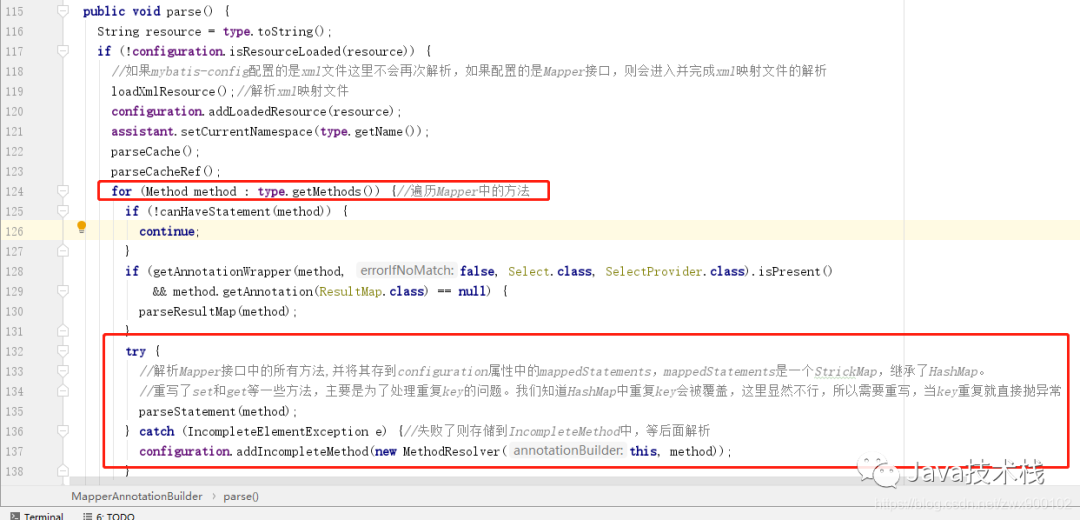 115 public void parse() {
116 String resource = type.toString();
117 if (!configuration.isResourceLoaded(resource)) {
118 //如果mybatis-config配置的是xml文件这里不会再次解析，如果配置的是Mapper接口，则会进入并完成xml映射文件的解析
119 loadXmlResource();//解析xml映射文件
120 configuration.addLoadedResource(resource);
121 assistant.setCurrentNamespace(type.getName());
122 parseCache();
123 parseCacheRef();
124 for (Method method : type.getMethods()) {//遍历Mapper中的方法
125 if (!canHaveStatement(method)) {
126 continue;
127 }
128 if (getAnnotationWrapper(method, errorIfNoMatch: false, Select.class, SelectProvider.class).isPresent()
129 && method.getAnnotation(ResultMap.class) == null) {
130 parseResultMap(method);
131 }
132 try {
133 //解析Mapper接口中的所有方法,并将其存到configuration属性中的mappedStatements，mappedStatements是一个StrickMap，继承了HashMap。
134 //重写了set和get等一些方法，主要是为了处理重复key的问题。我们知道HashMap中重复key会被覆盖，这里显然不行，所以需要重写，当key重复就直接抛异常
135 parseStatement(method);
136 } catch (IncompleteElementException e) {//失败了则存储到IncompleteMethod中，等后面解析
137 configuration.addIncompleteMethod(new MethodResolver( annotationBuilder: this, method));
138 }
Java技术栈
MapperAnnotationBuilder › parse()
https://blog.csdn.net/zwx900102
Terminal 6: TODO